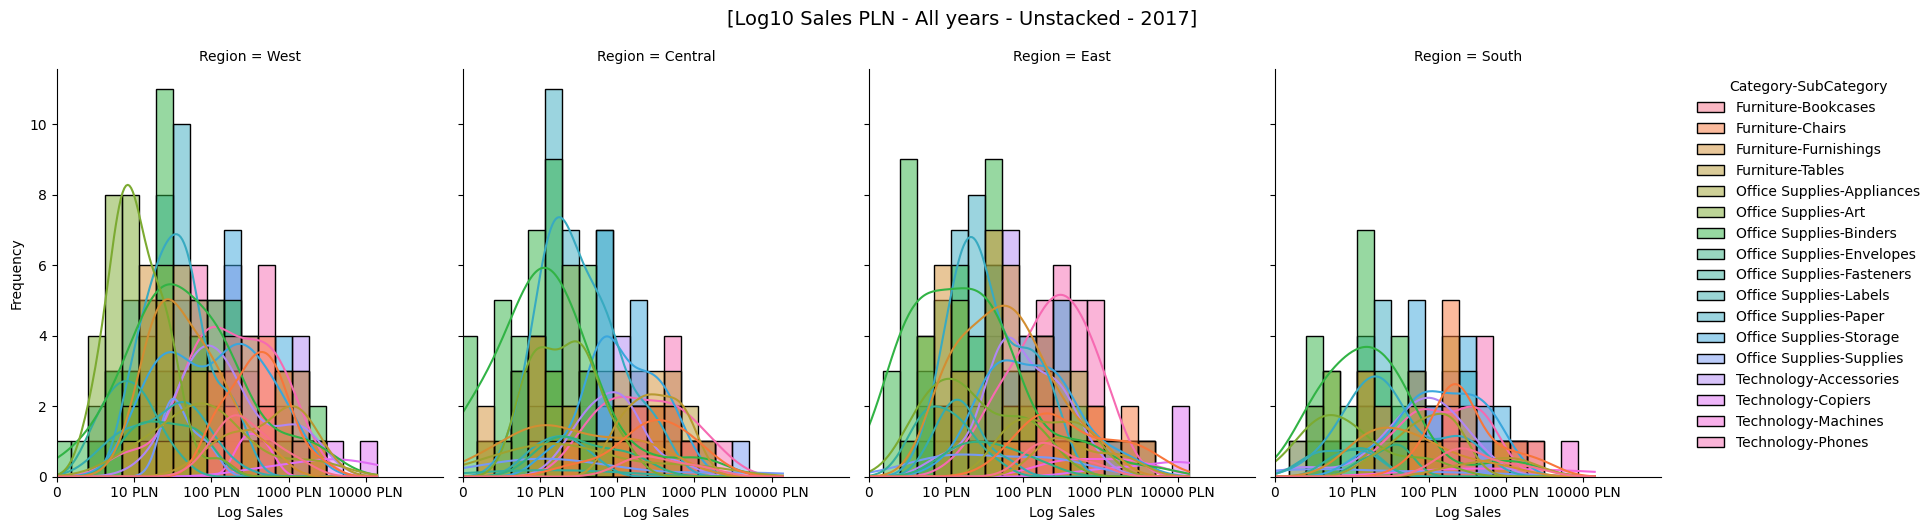 [Log10 Sales PLN - All years - Unstacked - 2017]
Region = West
Region = Central
Region = East
Region = South
Frequency
10
8
6
4
2
0
0
10 PLN
100 PLN
1000 PLN
10000 PLN
Log Sales
0
10 PLN
100 PLN
1000 PLN
10000 PLN
Log Sales
0
10 PLN
100 PLN
1000 PLN
10000 PLN
Log Sales
0
10 PLN
100 PLN
1000 PLN
10000 PLN
Log Sales
Category-SubCategory
Furniture-Bookcases
Furniture-Chairs
Furniture-Furnishings
Furniture-Tables
Office Supplies-Appliances
Office Supplies-Art
Office Supplies-Binders
Office Supplies-Envelopes
Office Supplies-Fasteners
Office Supplies-Labels
Office Supplies-Paper
Office Supplies-Storage
Office Supplies-Supplies
Technology-Accessories
Technology-Copiers
Technology-Machines
Technology-Phones